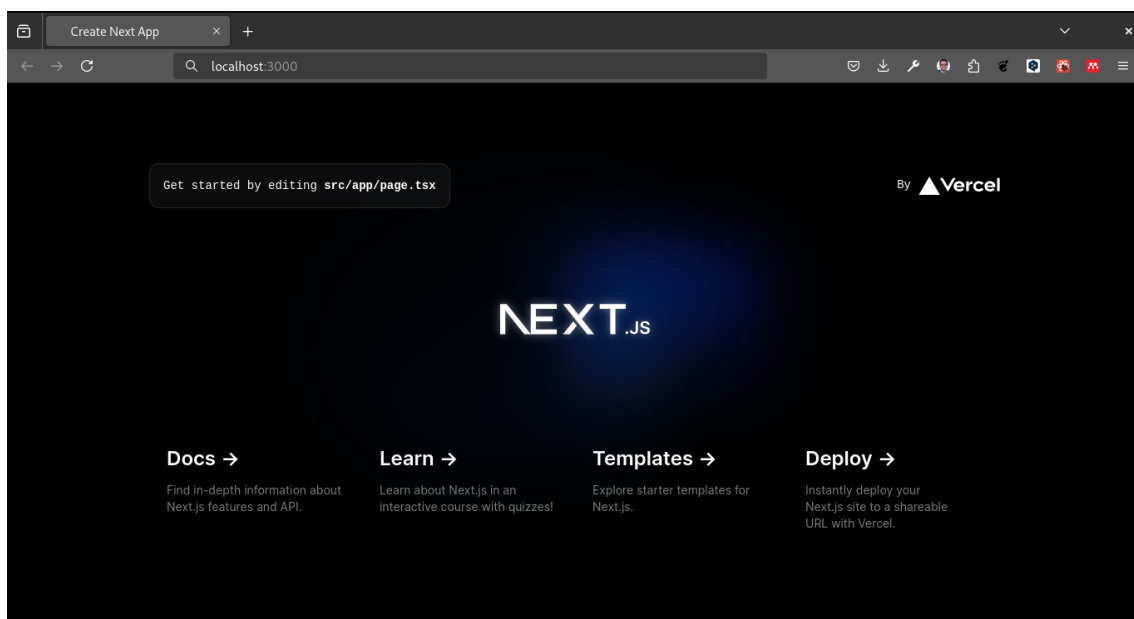 Create Next App
localhost:3000
Get started by editing src/app/page.tsx
By Vercel
NEXT.JS
Docs →
Find in-depth information about
Next.js features and API.
Learn →
Learn about Next.js in an
interactive course with quizzes!
Templates →
Explore starter templates for
Next.js.
Deploy →
Instantly deploy your
Next.js site to a shareable
URL with Vercel.